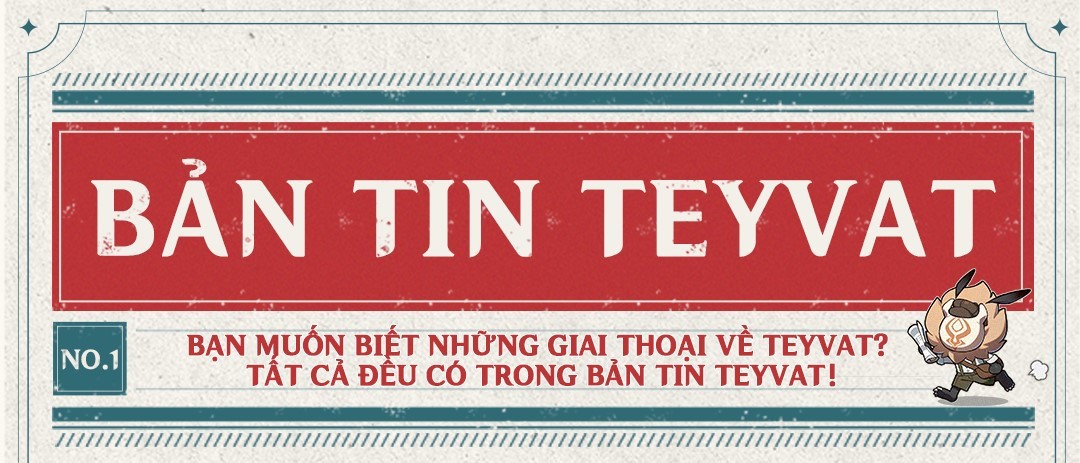 BẢN TIN TEYVAT
NO.1
BẠN MUỐN BIẾT NHỮNG GIAI THOẠI VỀ TEYVAT?
TẤT CẢ ĐỀU CÓ TRONG BẢN TIN TEYVAT!